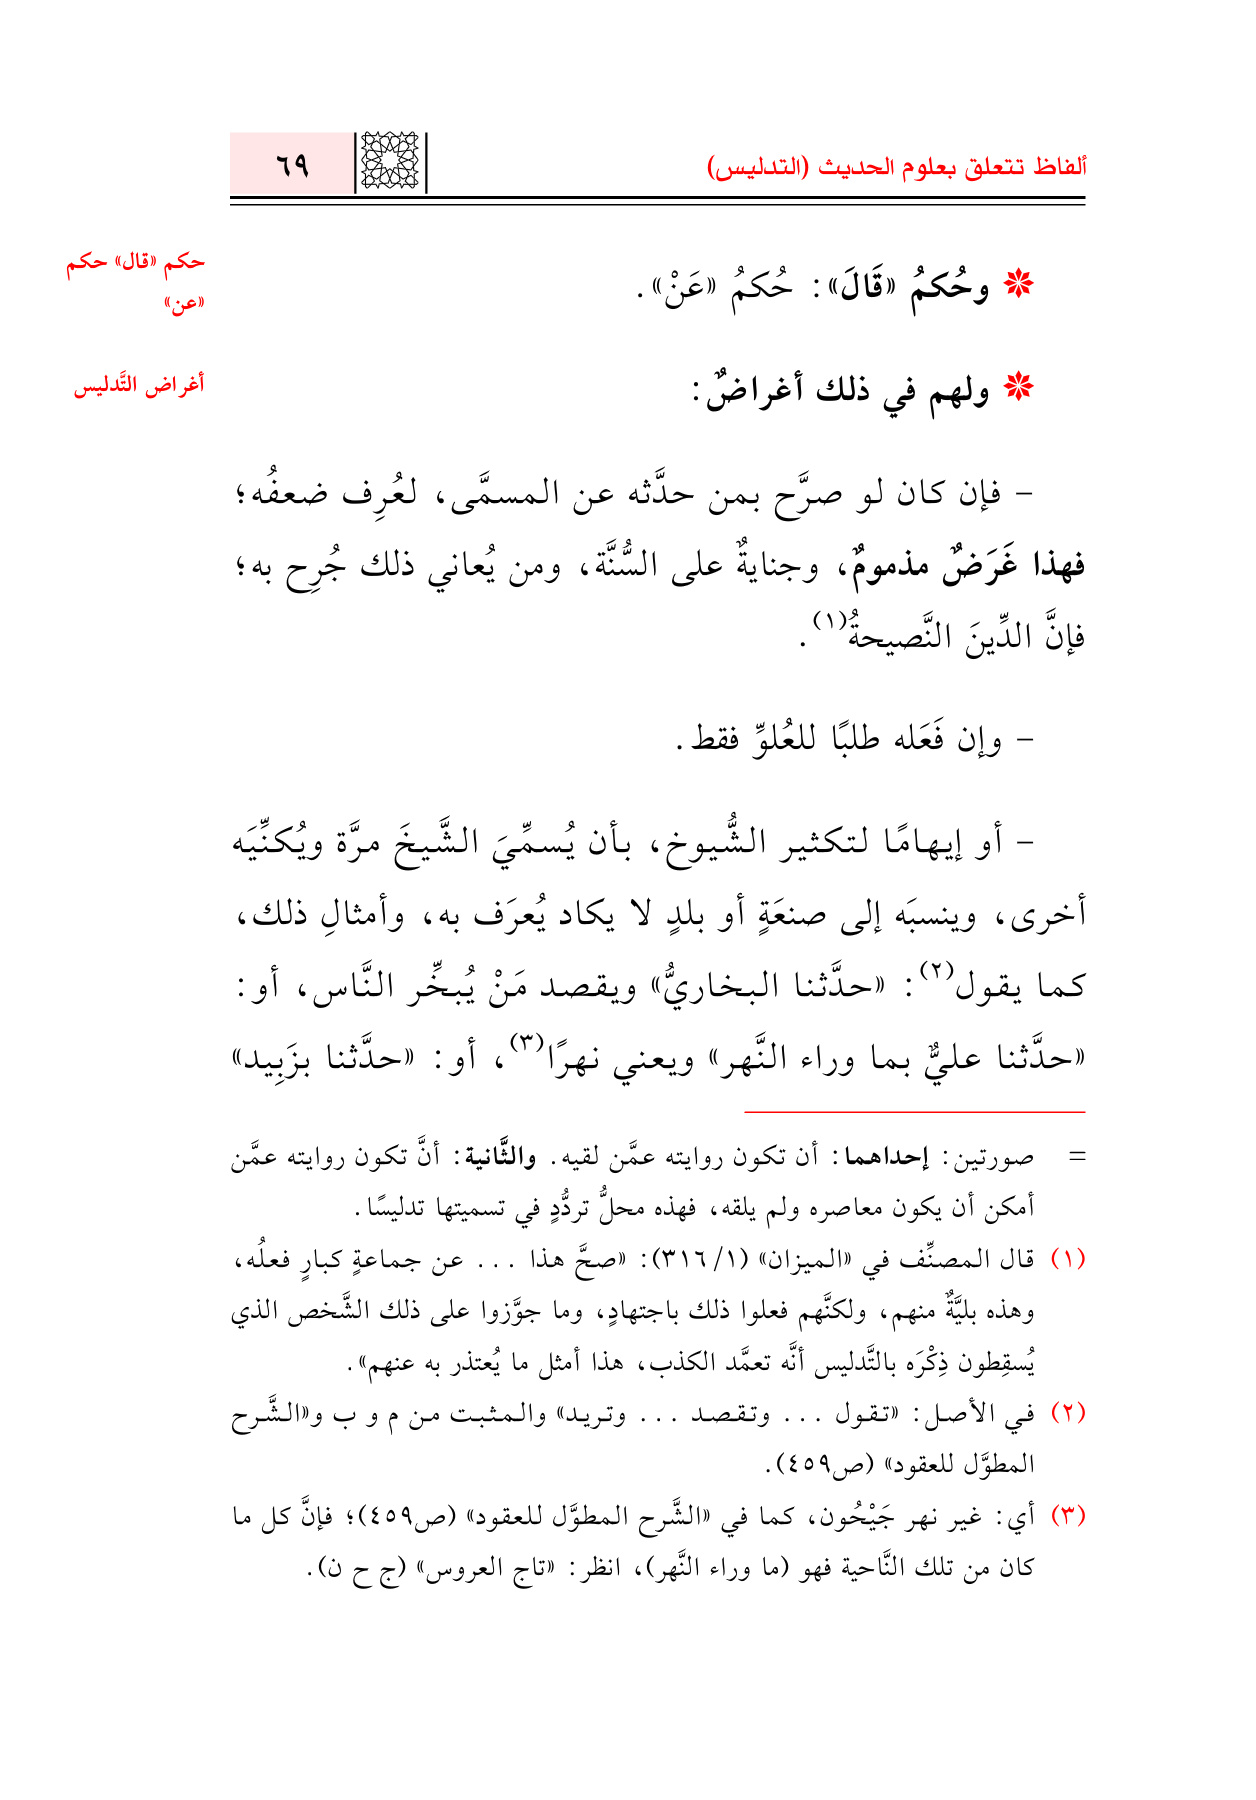 ألفاظ تتعلق بعلوم الحديث (التدليس)
٦٩
حكم «قال» حكم
«عن»
وحُكمُ «قَالَ»: حُكمُ «عَنْ».
أغراض التَّدليس
ولهم في ذلك أغراضٌ:
– فإن كان لو صرَّح بمن حدَّثه عن المسمَّى، لعُرِف ضعفُه؛
فهذا غَرَضٌ مذمومٌ، وجنايةٌ على السُّنَّة، ومن يُعاني ذلك جُرِح به؛
فإنَّ الدِّينَ النَّصيحةُ(١).
– وإن فَعَله طلبًا للعُلوِّ فقط.
– أو إيهامًا لتكثير الشُّيوخ، بأن يُسمِّيَ الشَّيخَ مرَّة ويُكنِّيَه
أخرى، وينسبَه إلى صنعَةٍ أو بلدٍ لا يكاد يُعرَف به، وأمثالِ ذلك،
كما يقول(٢): «حدَّثنا البخاريُّ» ويقصد مَنْ يُبخِّر النَّاس، أو:
«حدَّثنا عليٌّ بما وراء النَّهر» ويعني نهرًا(٣)، أو: «حدَّثنا بزَبِيد»
= صورتين: إحداهما: أن تكون روايته عمَّن لقيه. والثَّانية: أنَّ تكون روايته عمَّن
أمكن أن يكون معاصره ولم يلقه، فهذه محلُّ تردُّدٍ في تسميتها تدليسًا.
(١) قال المصنِّف في «الميزان» (١/ ٣١٦): «صحَّ هذا ... عن جماعةٍ كبارٍ فعلُه،
وهذه بليَّةٌ منهم، ولكنَّهم فعلوا ذلك باجتهادٍ، وما جوَّزوا على ذلك الشَّخص الذي
يُسقِطون ذِكْرَه بالتَّدليس أنَّه تعمَّد الكذب، هذا أمثل ما يُعتذر به عنهم».
(٢) في الأصل: «تقول ... وتقصد ... وتريد» والمثبت من م و ب و«الشَّرح
المطوَّل للعقود» (ص٤٥٩).
(٣) أي: غير نهر جَيْحُون، كما في «الشَّرح المطوَّل للعقود» (ص٤٥٩)؛ فإنَّ كل ما
كان من تلك النَّاحية فهو (ما وراء النَّهر)، انظر: «تاج العروس» (ج ح ن).